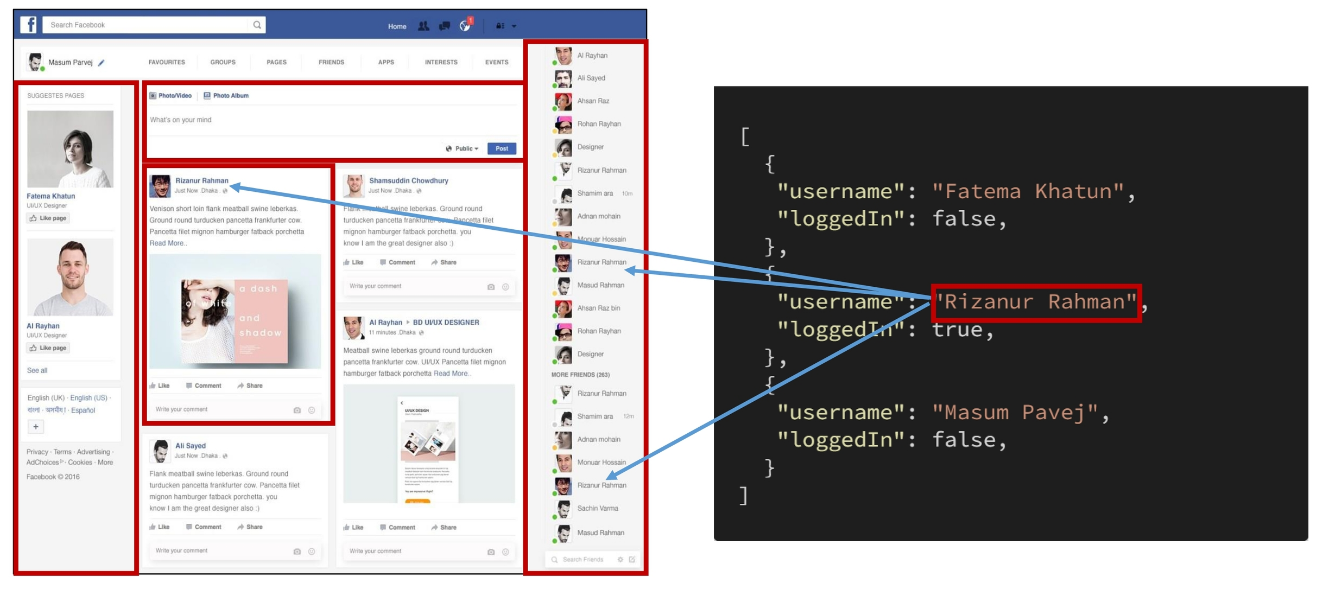 f
Search Facebook
Home
1
Masum Parvej
FAVOURITES GROUPS PAGES FRIENDS APPS INTERESTS EVENTS
SUGGESTES PAGES
Fatema Khatun
UI/UX Designer
Like page
Al Rayhan
UI/UX Designer
Like page
See all
English (UK) · English (US) ·
বাংলা · অসমীয়া · Español
+
Privacy · Terms · Advertising ·
AdChoices · Cookies · More
Facebook © 2016
Photo/Video Photo Album
What's on your mind
Public Post
Rizanur Rahman
Just Now .Dhaka .
Venison short loin flank meatball swine leberkas.
Ground round turducken pancetta frankfurter cow.
Pancetta filet mignon hamburger fatback porchetta
Read More..
a dash
of white
and
shadow
Like Comment Share
Write your comment
Ali Sayed
Just Now .Dhaka .
Flank meatball swine leberkas. Ground round
turducken pancetta frankfurter cow. Pancetta filet
mignon hamburger fatback porchetta. you
know I am the great designer also :)
Like Comment Share
Write your comment
Shamsuddin Chowdhury
Just Now .Dhaka .
Flank meatball swine leberkas. Ground round
turducken pancetta frankfurter cow. Pancetta filet
mignon hamburger fatback porchetta. you
know I am the great designer also :)
Like Comment Share
Write your comment
Al Rayhan BD UI/UX DESIGNER
11 minutes .Dhaka .
Meatball swine leberkas ground round turducken
pancetta frankfurter cow. UI/UX Pancetta filet mignon
hamburger fatback porchetta Read More..
UI/UX DESIGN
Like Comment Share
Write your comment
Al Rayhan
Ali Sayed
Ahsan Raz
Rohan Rayhan
Designer
Rizanur Rahman
Shamim ara 10m
Adnan mohain
Monuar Hossain
Rizanur Rahman
Masud Rahman
Ahsan Raz bin
Rohan Rayhan
Designer
MORE FRIENDS (263)
Rizanur Rahman
Shamim ara
Adnan mohain
Monuar Hossain
Rizanur Rahman
Sachin Varma
Masud Rahman
Search Friends
[
{
"username": "Fatema Khatun",
"loggedIn": false,
},
{
"username": "Rizanur Rahman",
"loggedIn": true,
},
{
"username": "Masum Pavej",
"loggedIn": false,
}
]